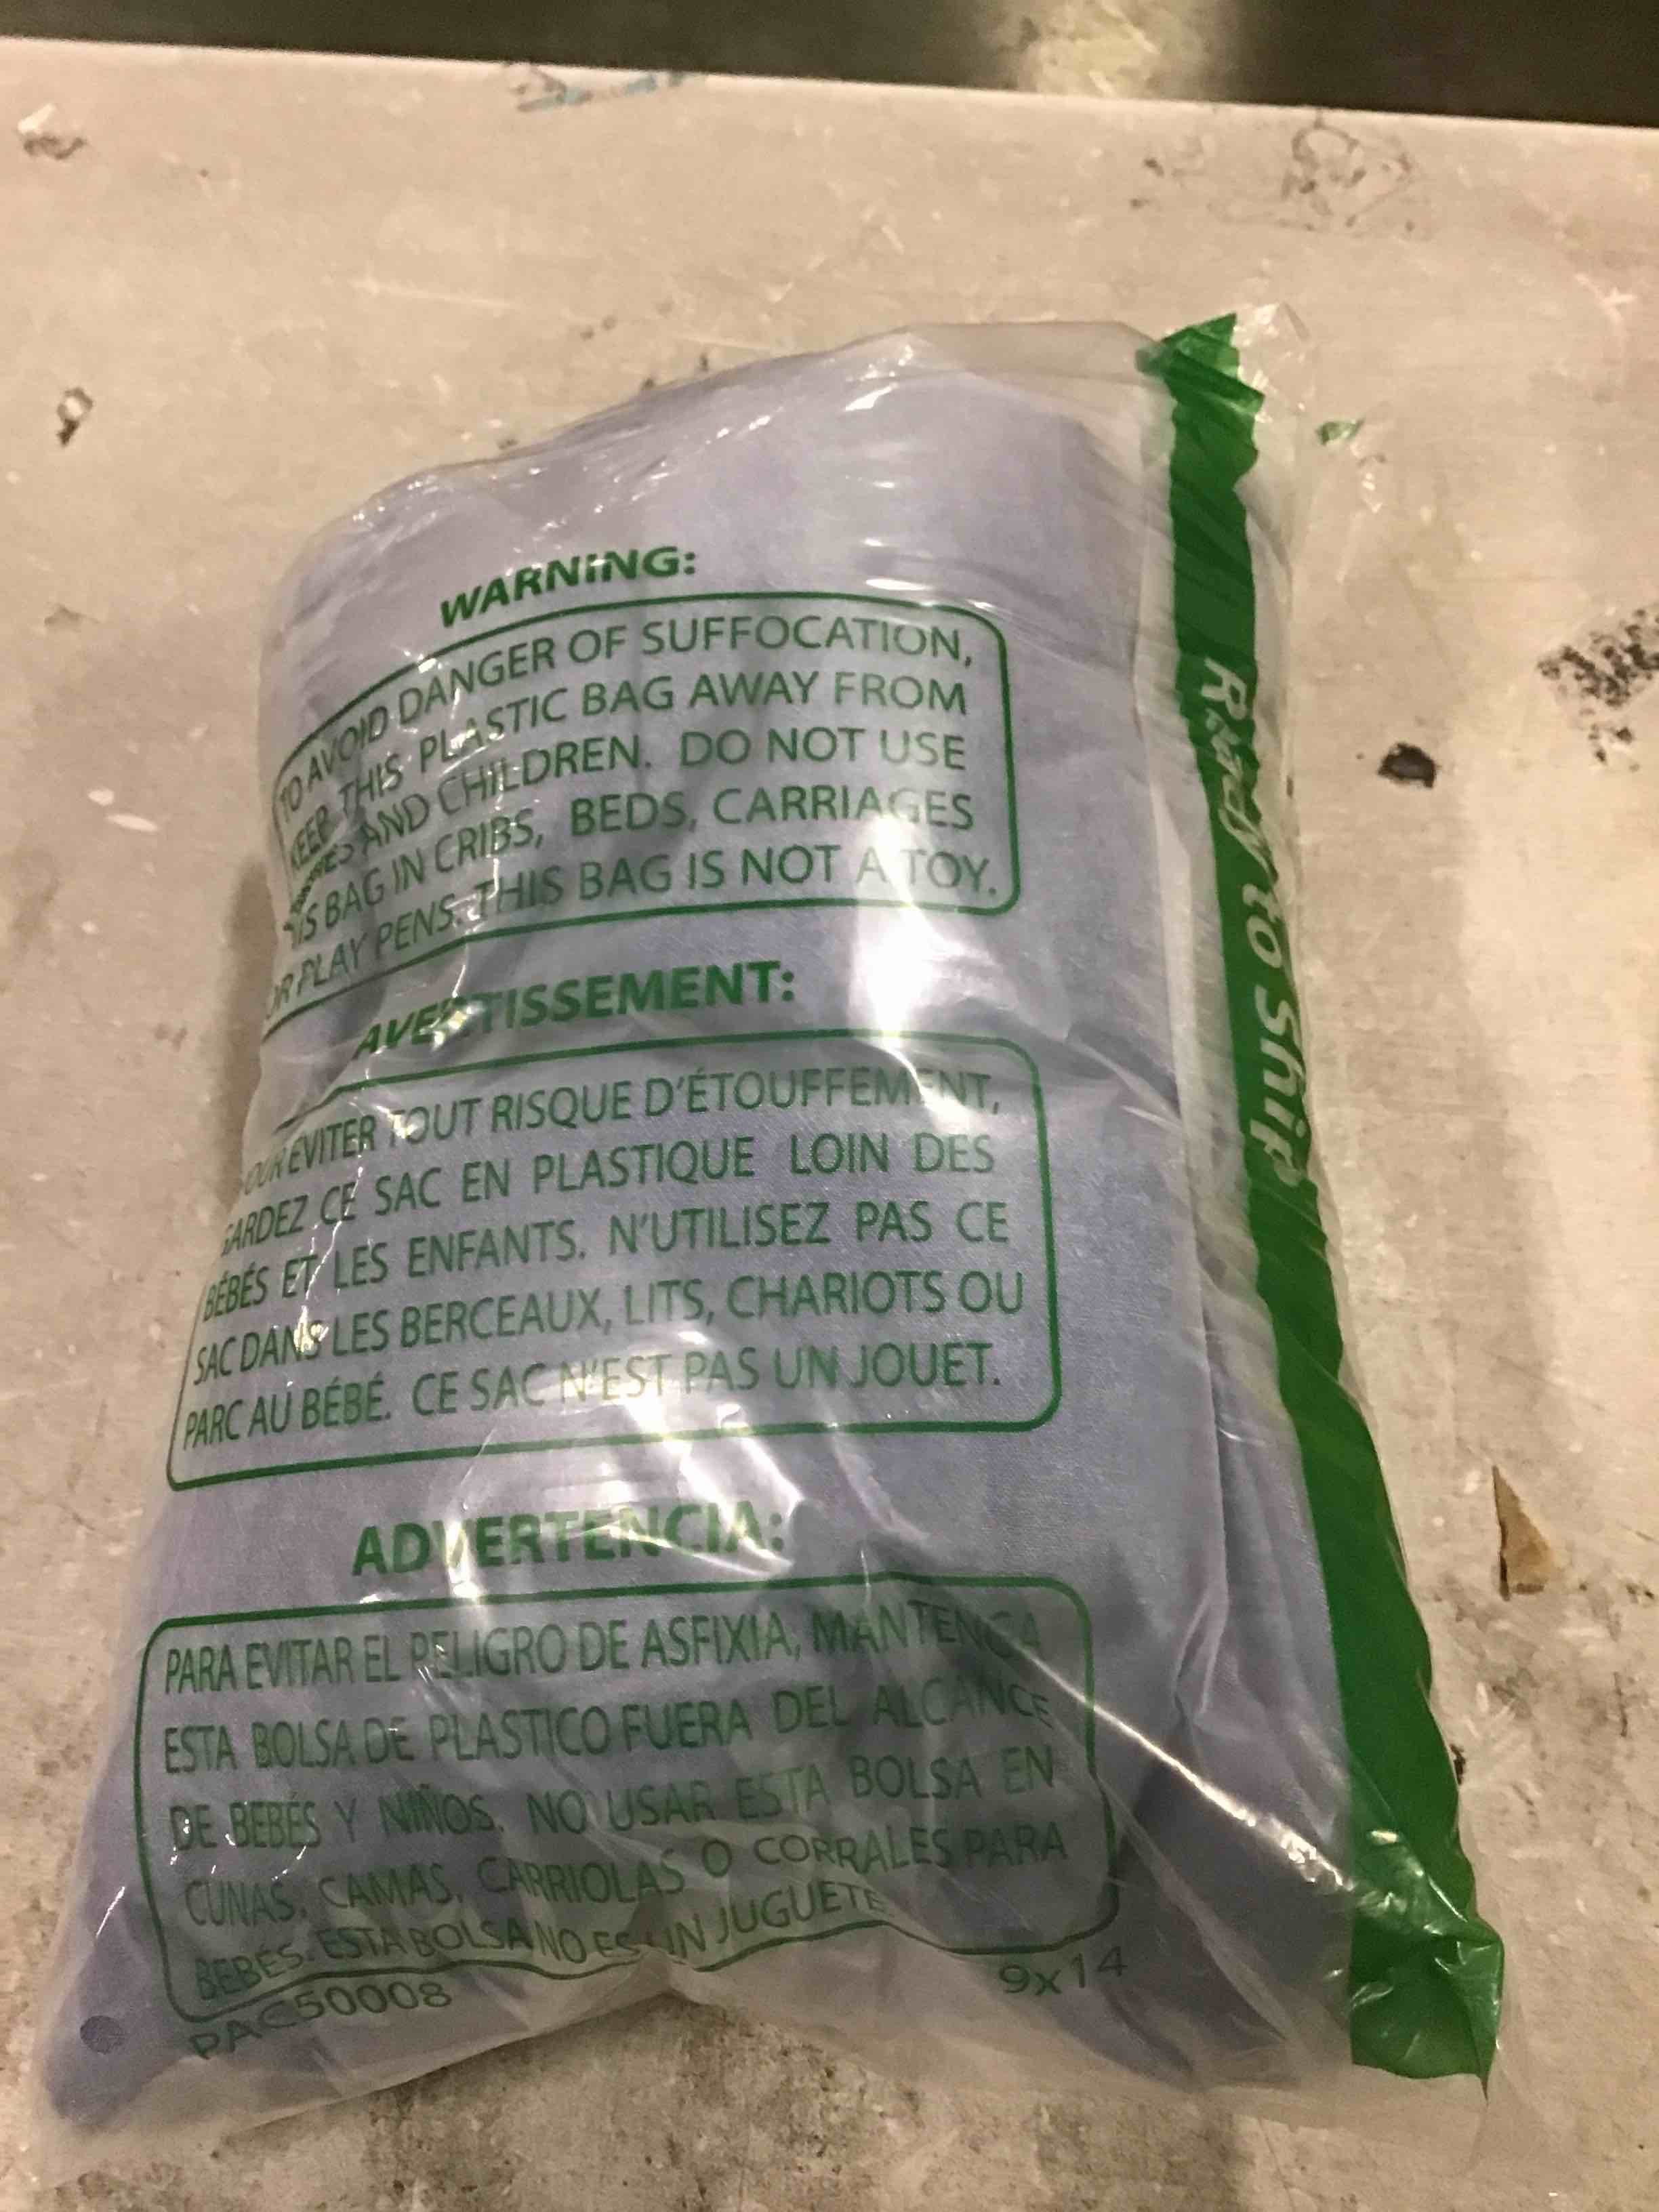 WARNING:
TO AVOID DANGER OF SUFFOCATION,
KEEP THIS PLASTIC BAG AWAY FROM
AND CHILDREN. DO NOT USE
BAG IN CRIBS, BEDS, CARRIAGES
OR PLAY PENS. THIS BAG IS NOT A TOY.
AVERTISSEMENT:
POUR ÉVITER TOUT RISQUE D'ÉTOUFFEMENT,
GARDEZ CE SAC EN PLASTIQUE LOIN DES
BÉBÉS ET LES ENFANTS. N'UTILISEZ PAS CE
SAC DANS LES BERCEAUX, LITS, CHARIOTS OU
PARC AU BÉBÉ. CE SAC N'EST PAS UN JOUET.
ADVERTENCIA:
PARA EVITAR EL PELIGRO DE ASFIXIA, MANTENGA
ESTA BOLSA DE PLASTICO FUERA DEL ALCANCE
DE BEBÉS Y NIÑOS. NO USAR ESTA BOLSA EN
CUNAS, CAMAS, CARRIOLAS O CORRALES PARA
BEBÉS. ESTA BOLSA NO ES UN JUGUETE
PAC50008
9x14
Ready to Ship